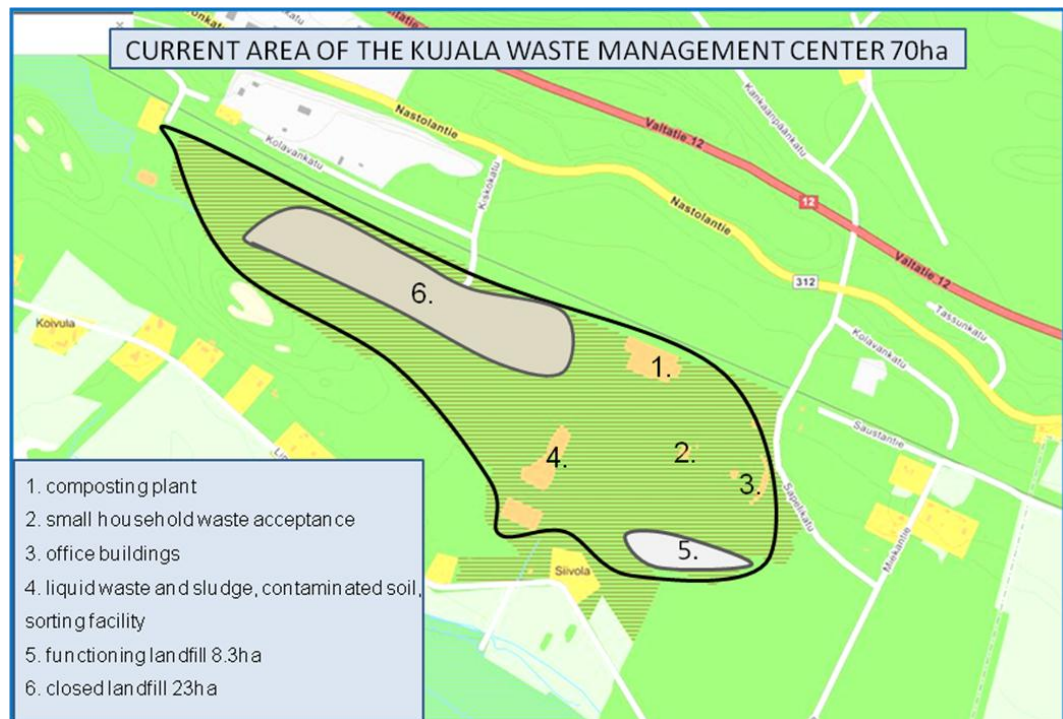 CURRENT AREA OF THE KUJALA WASTE MANAGEMENT CENTER 70ha
Kankaanpäänkatu
Valtatie 12
Nastolantie
Kolavankatu
Kiskokatu
12
Nastolantie
Valtatie 12
312
6.
Tassunkatu
Koivula
Kolavankatu
1.
Saustantie
2.
4.
3.
Sapelikatu
5.
Siivola
Miekantie
1. composting plant
2. small household waste acceptance
3. office buildings
4. liquid waste and sludge, contaminated soil,
sorting facility
5. functioning landfill 8.3ha
6. closed landfill 23ha